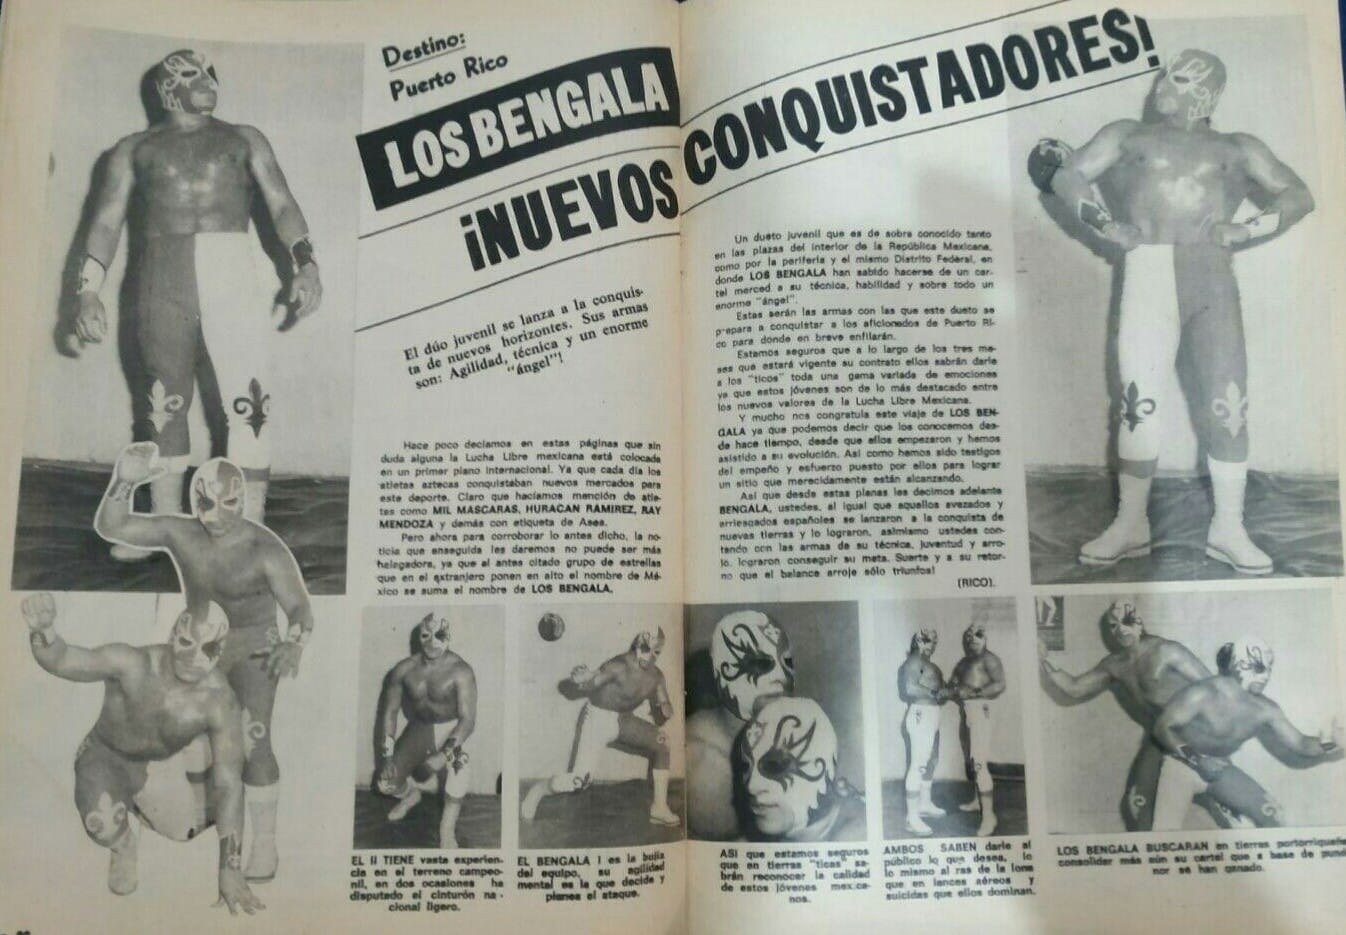 Destino:
Puerto Rico
LOS BENGALA
¡NUEVOS CONQUISTADORES!
El dúo juvenil se lanza a la conquis-
ta de nuevos horizontes. Sus armas
son: Agilidad, técnica y un enorme
"ángel"!
Hace poco decíamos en estas páginas que sin
duda alguna la Lucha Libre mexicana está colocada
en un primer plano internacional. Ya que cada día los
atletas aztecas conquistaban nuevos mercados para
este deporte. Claro que hacíamos mención de atle-
tas como MIL MASCARAS, HURACAN RAMIREZ, RAY
MENDOZA y demás con etiqueta de Ases.
Pero ahora para corroborar lo antes dicho, la no-
ticia que enseguida les daremos no puede ser más
halagadora, ya que al antes citado grupo de estrellas
que en el extranjero ponen en alto el nombre de Mé-
xico se suma el nombre de LOS BENGALA.
Un dueto juvenil que es de sobra conocido tanto
en las plazas del interior de la República Mexicana,
como por la periferia y el mismo Distrito Federal, en
donde LOS BENGALA han sabido hacerse de un car-
tel merced a su técnica, habilidad y sobre todo un
enorme "ángel".
Estas serán las armas con las que este dueto se
prepara a conquistar a los aficionados de Puerto Ri-
co para donde en breve enfilarán.
Estamos seguros que a lo largo de los tres me-
ses que estará vigente su contrato ellos sabrán darle
a los "ticos" toda una gama variada de emociones
ya que estos jóvenes son de lo más destacado entre
los nuevos valores de la Lucha Libre Mexicana.
Y mucho nos congratula este viaje de LOS BEN-
GALA ya que podemos decir que los conocemos des-
de hace tiempo, desde que ellos empezaron y hemos
asistido a su evolución. Así como hemos sido testigos
del empeño y esfuerzo puesto por ellos para lograr
un sitio que merecidamente están alcanzando.
Así que desde estas planas les decimos adelante
BENGALA, ustedes, al igual que aquellos avezados y
arriesgados españoles se lanzaron a la conquista de
nuevas tierras y lo lograron, asimismo ustedes con-
tando con las armas de su técnica, juventud y arro-
jo, lograron conseguir su meta. Suerte y a su retor-
no que el balance arroje sólo triunfos!
(RICO).
EL II TIENE vasta experien-
cia en el terreno campeo-
nil, en dos ocasiones ha
disputado el cinturón na-
cional ligero.
EL BENGALA I es la bujía
del equipo, su agilidad
mental es la que decide y
planea el ataque.
ASI que estamos seguros
que en tierras "ticas" sa-
brán reconocer la calidad
de estos jóvenes mexica-
nos.
AMBOS SABEN darle al
público lo que desea, lo
lo mismo al ras de la lona
que en lances aéreos y
suicidas que ellos dominan.
LOS BENGALA BUSCARAN en tierras portorriqueñas
consolidar más aún su cartel que a base de pundo
nor se han ganado.